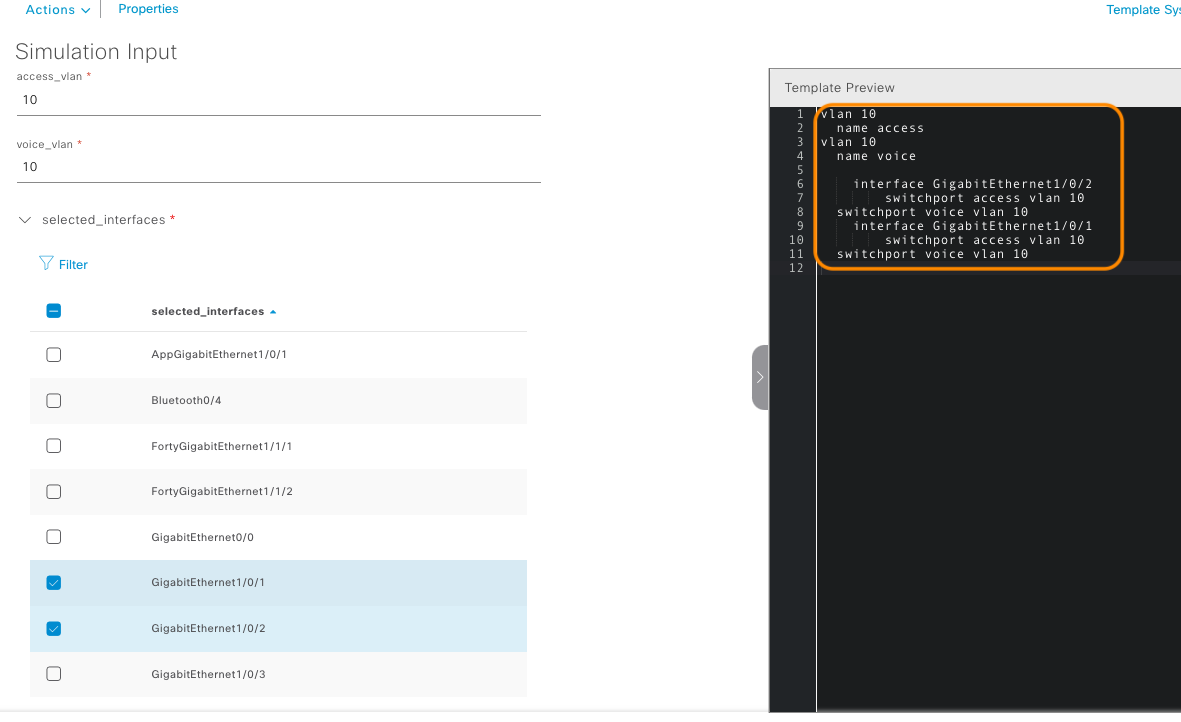 Actions
Properties
Template Sys
Simulation Input
access_vlan *
10
voice_vlan *
10
selected_interfaces *
Filter
selected_interfaces
AppGigabitEthernet1/0/1
Bluetooth0/4
FortyGigabitEthernet1/1/1
FortyGigabitEthernet1/1/2
GigabitEthernet0/0
GigabitEthernet1/0/1
GigabitEthernet1/0/2
GigabitEthernet1/0/3
Template Preview
1 vlan 10
2   name access
3 vlan 10
4   name voice
5
6     interface GigabitEthernet1/0/2
7         switchport access vlan 10
8   switchport voice vlan 10
9     interface GigabitEthernet1/0/1
10         switchport access vlan 10
11   switchport voice vlan 10
12